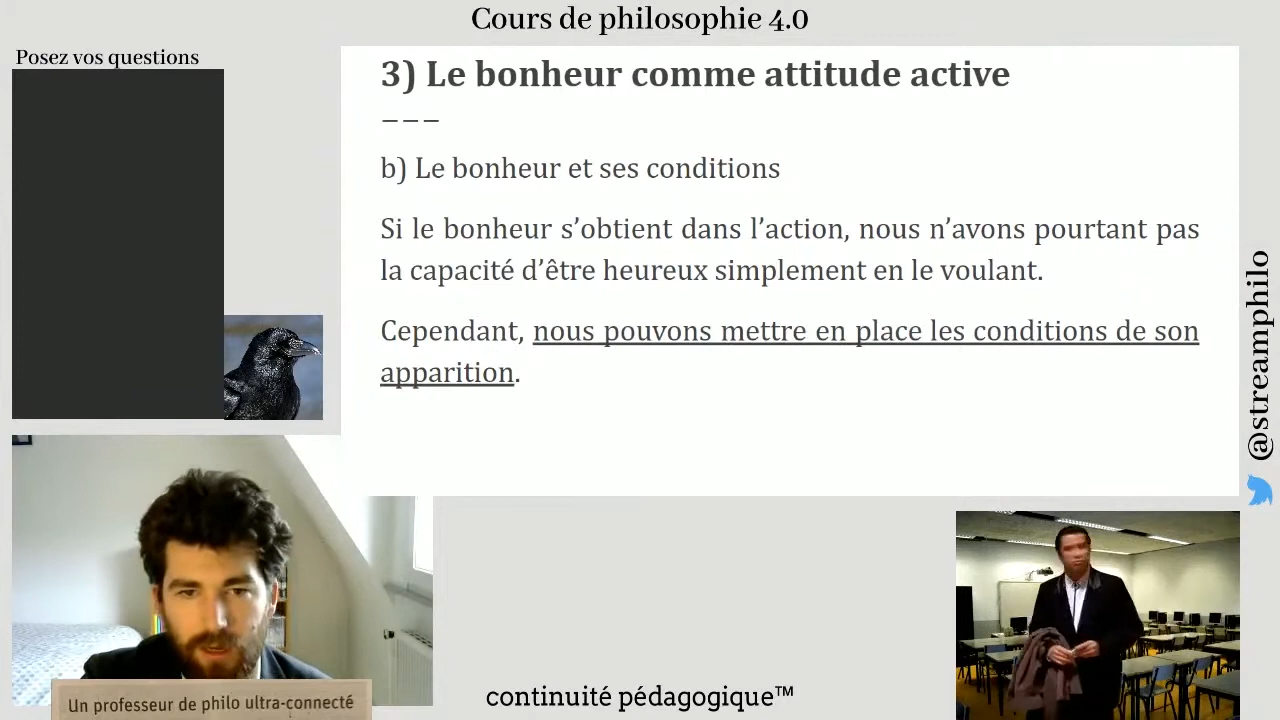 Cours de philosophie 4.0
Posez vos questions
3) Le bonheur comme attitude active
–––
b) Le bonheur et ses conditions
Si le bonheur s’obtient dans l’action, nous n’avons pourtant pas
la capacité d’être heureux simplement en le voulant.
Cependant, nous pouvons mettre en place les conditions de son
apparition.
@streamphilo
Un professeur de philo ultra-connecté
continuité pédagogique™